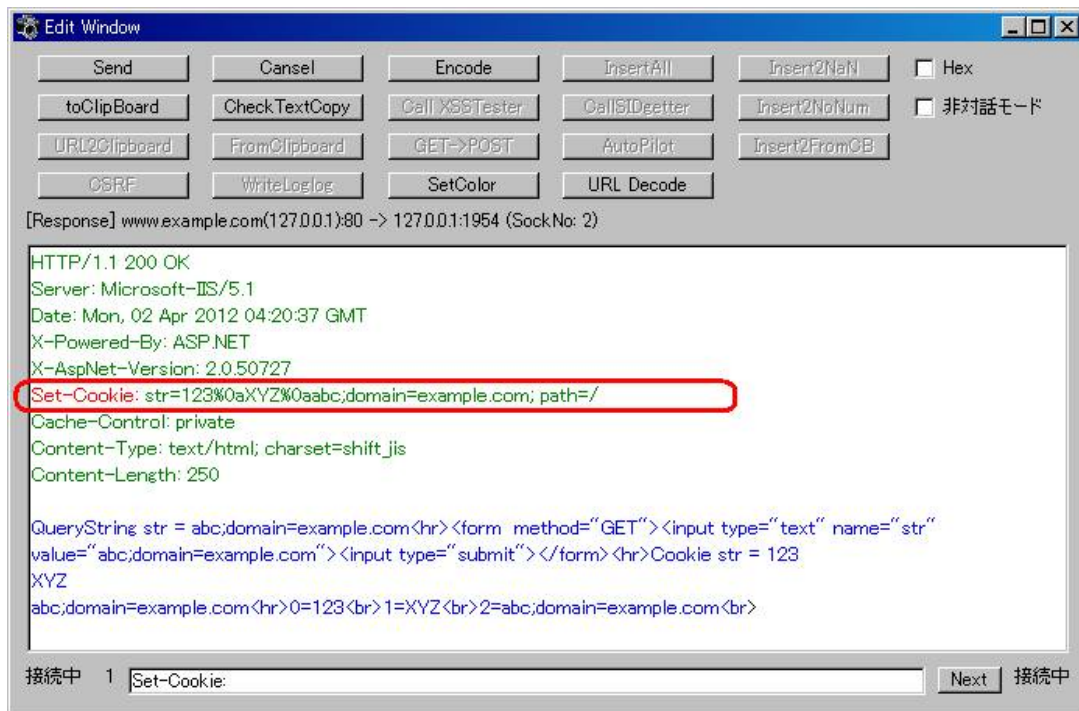 Edit Window
Send Cansel Encode InsertAll Insert2NaN Hex
toClipBoard CheckTextCopy Call XSSTester CallSIDgetter Insert2NoNum 非対話モード
URL2Clipboard FromClipboard GET->POST AutoPilot Insert2FromCB
CSRF WriteLoglog SetColor URL Decode
[Response] www.example.com(127.0.0.1):80 -> 127.0.0.1:1954 (SockNo: 2)
HTTP/1.1 200 OK
Server: Microsoft-IIS/5.1
Date: Mon, 02 Apr 2012 04:20:37 GMT
X-Powered-By: ASP.NET
X-AspNet-Version: 2.0.50727
Set-Cookie: str=123%0aXYZ%0aabc;domain=example.com; path=/
Cache-Control: private
Content-Type: text/html; charset=shift_jis
Content-Length: 250
QueryString str = abc;domain=example.com<hr><form method="GET"><input type="text" name="str"
value="abc;domain=example.com"><input type="submit"></form><hr>Cookie str = 123
XYZ
abc;domain=example.com<hr>0=123<br>1=XYZ<br>2=abc;domain=example.com<br>
接続中 1 Set-Cookie: Next 接続中